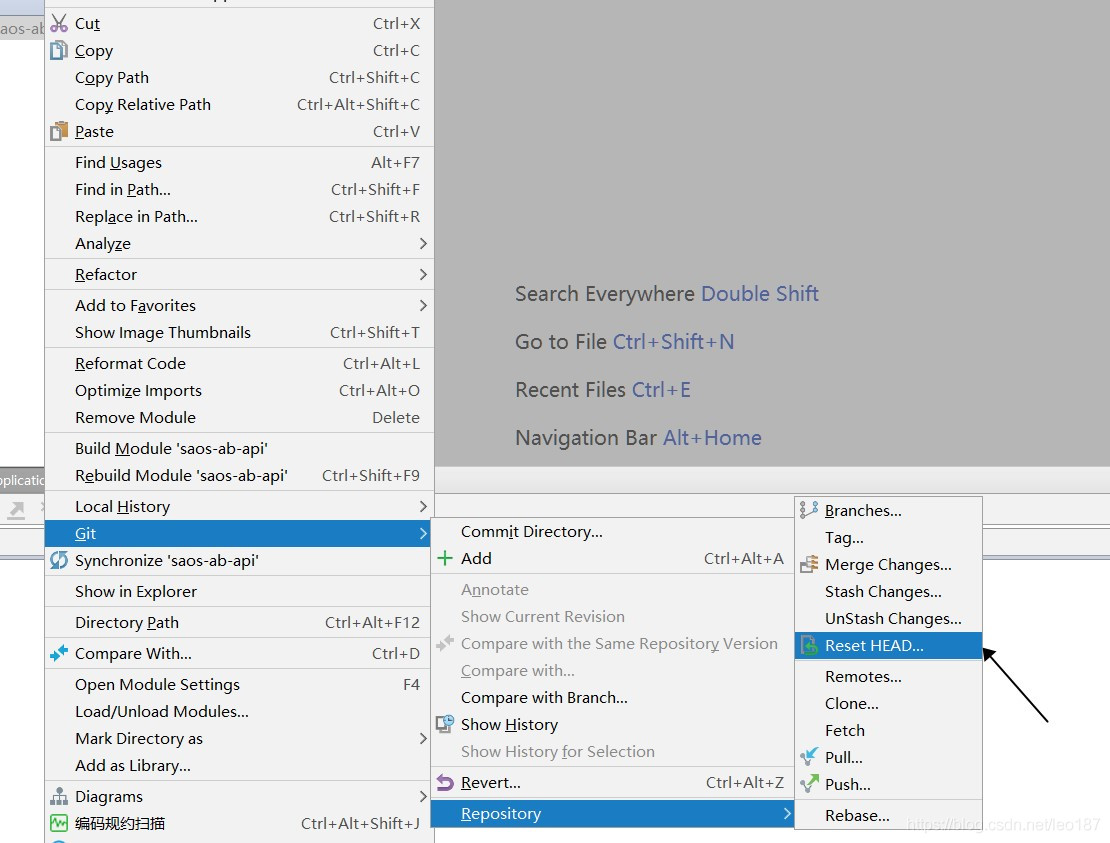 aos-ab
Cut Ctrl+X
Copy Ctrl+C
Copy Path Ctrl+Shift+C
Copy Relative Path Ctrl+Alt+Shift+C
Paste Ctrl+V
Find Usages Alt+F7
Find in Path... Ctrl+Shift+F
Replace in Path... Ctrl+Shift+R
Analyze
Refactor
Add to Favorites
Show Image Thumbnails Ctrl+Shift+T
Reformat Code Ctrl+Alt+L
Optimize Imports Ctrl+Alt+O
Remove Module Delete
Build Module 'saos-ab-api'
Rebuild Module 'saos-ab-api' Ctrl+Shift+F9
Local History
Git
Synchronize 'saos-ab-api'
Show in Explorer
Directory Path Ctrl+Alt+F12
Compare With... Ctrl+D
Open Module Settings F4
Load/Unload Modules...
Mark Directory as
Add as Library...
Diagrams
编码规约扫描 Ctrl+Alt+Shift+J
Search Everywhere Double Shift
Go to File Ctrl+Shift+N
Recent Files Ctrl+E
Navigation Bar Alt+Home
pplicatio
Commit Directory...
Add Ctrl+Alt+A
Annotate
Show Current Revision
Compare with the Same Repository Version
Compare with...
Compare with Branch...
Show History
Show History for Selection
Revert... Ctrl+Alt+Z
Repository
Branches...
Tag...
Merge Changes...
Stash Changes...
UnStash Changes...
Reset HEAD...
Remotes...
Clone...
Fetch
Pull...
Push...
Rebase...
https://blog.csdn.net/leo187